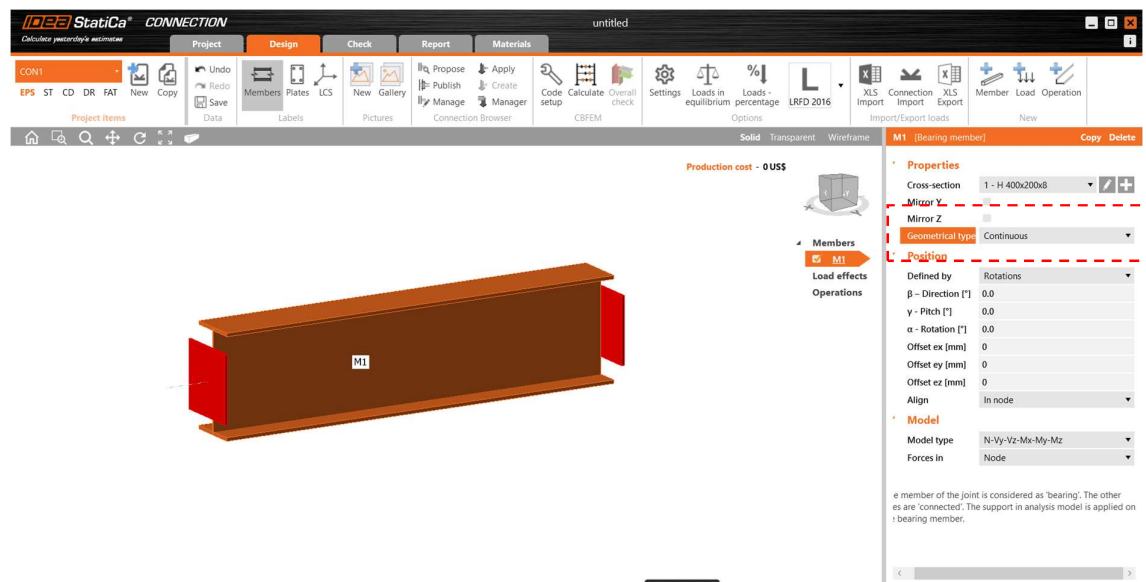 IDEA StatiCa® CONNECTION
untitled
Calculate yesterday's estimates
Project Design Check Report Materials
i
CON1
EPS ST CD DR FAT
New
Copy
Undo
Redo
Save
Members
Plates
LCS
New
Gallery
Propose
Publish
Manage
Apply
Create
Manager
Code setup
Calculate
Overall check
Settings
Loads in equilibrium
Loads - percentage
LRFD 2016
XLS Import
Connection Import
XLS Export
Member
Load
Operation
Project items
Data
Labels
Pictures
Connection Browser
CBFEM
Options
Import/Export loads
New
Solid Transparent Wireframe
M1 [Bearing member] Copy Delete
Production cost - 0 US$
Members
M1
Load effects
Operations
M1
Properties
Cross-section 1 - H 400x200x8
Mirror Y
Mirror Z
Geometrical type Continuous
Position
Defined by Rotations
β – Direction [°] 0.0
γ - Pitch [°] 0.0
α - Rotation [°] 0.0
Offset ex [mm] 0
Offset ey [mm] 0
Offset ez [mm] 0
Align In node
Model
Model type N-Vy-Vz-Mx-My-Mz
Forces in Node
e member of the joint is considered as 'bearing'. The other
es are 'connected'. The support in analysis model is applied on
bearing member.